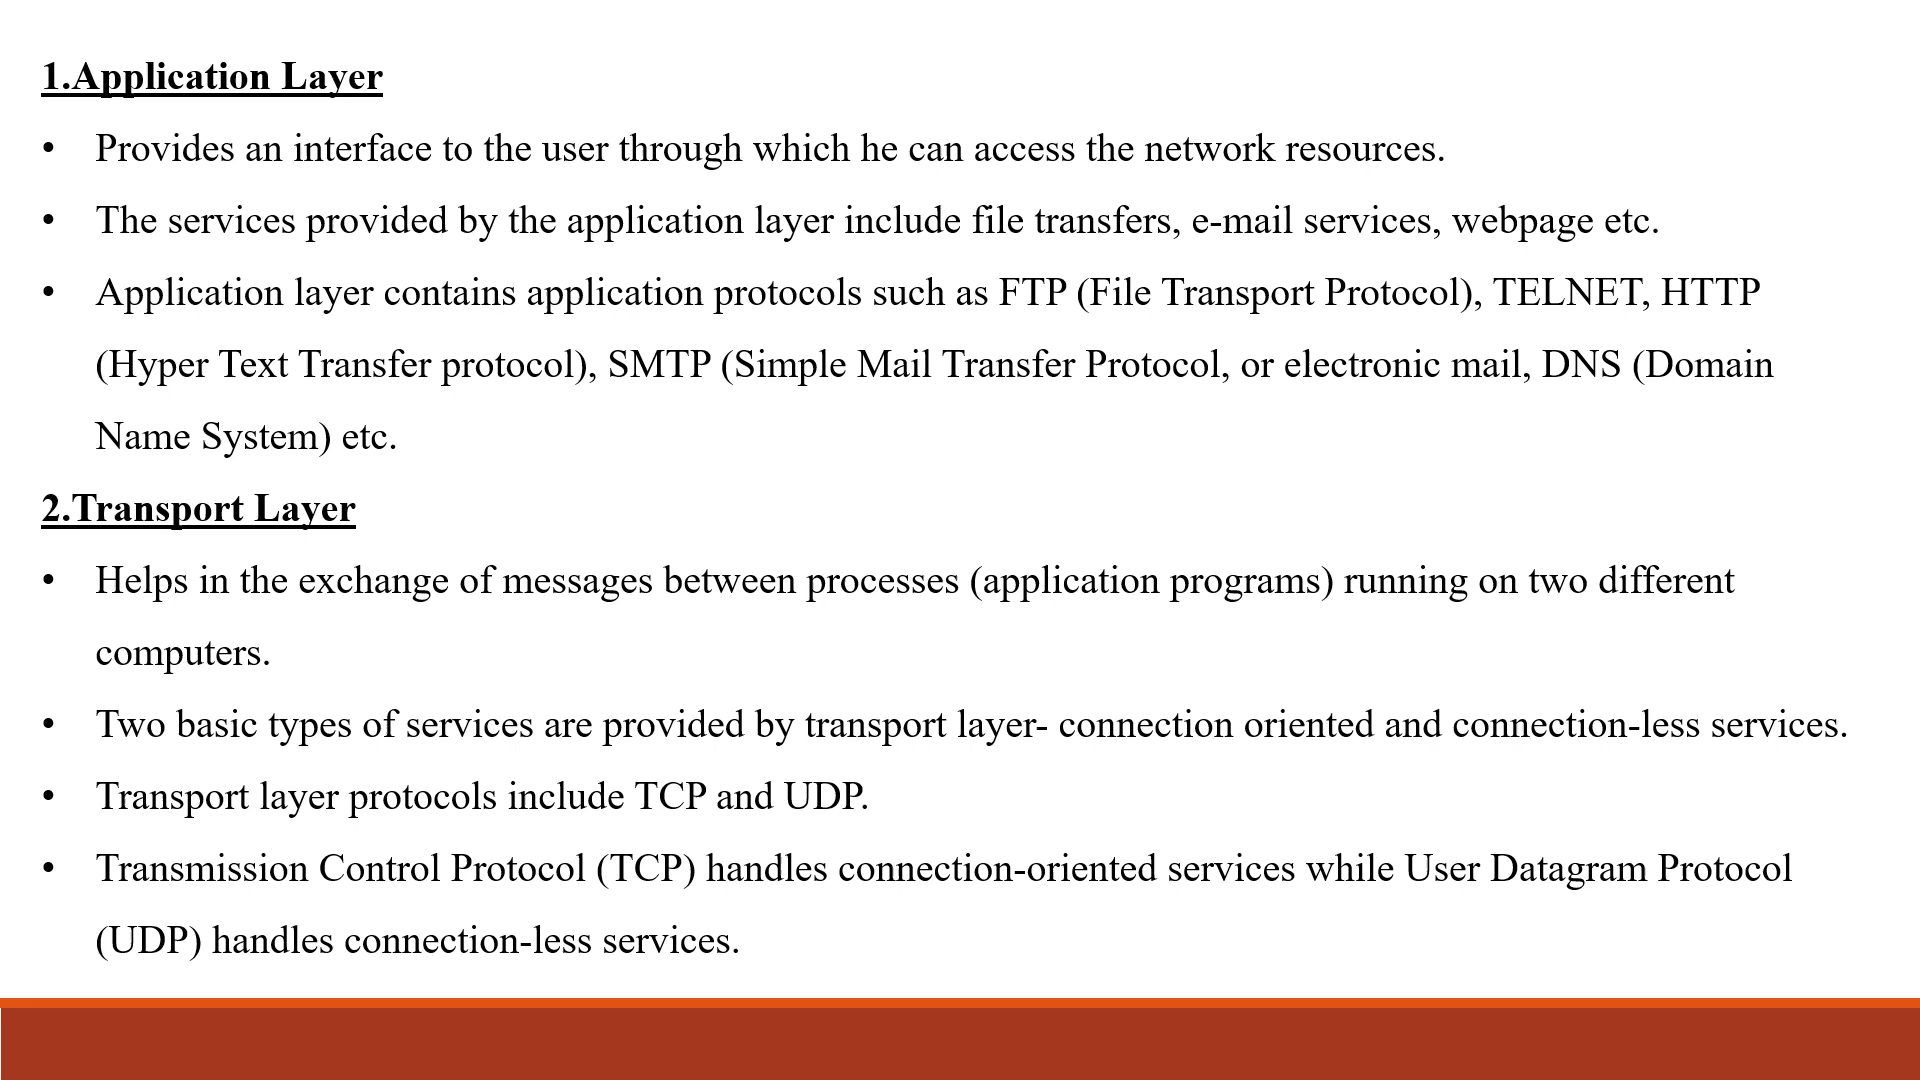 1.Application Layer
• Provides an interface to the user through which he can access the network resources.
• The services provided by the application layer include file transfers, e-mail services, webpage etc.
• Application layer contains application protocols such as FTP (File Transport Protocol), TELNET, HTTP
(Hyper Text Transfer protocol), SMTP (Simple Mail Transfer Protocol, or electronic mail, DNS (Domain
Name System) etc.
2.Transport Layer
• Helps in the exchange of messages between processes (application programs) running on two different
computers.
• Two basic types of services are provided by transport layer- connection oriented and connection-less services.
• Transport layer protocols include TCP and UDP.
• Transmission Control Protocol (TCP) handles connection-oriented services while User Datagram Protocol
(UDP) handles connection-less services.